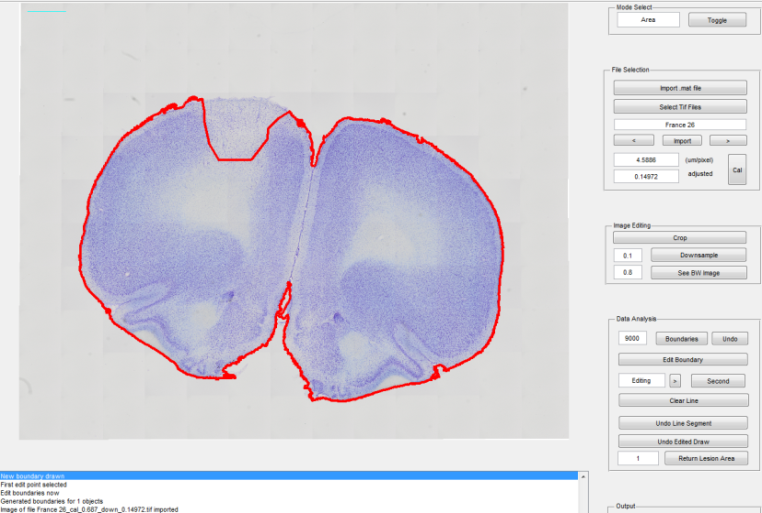 Mode Select
Area
Toggle
File Selection
Import .mat file
Select Tif Files
France 26
<
Import
>
4.5886
(um/pixel)
0.14972
adjusted
Cal
Image Editing
Crop
0.1
Downsample
0.8
See BW Image
Data Analysis
9000
Boundaries
Undo
Edit Boundary
Editing
>
Second
Clear Line
Undo Line Segment
Undo Edited Draw
1
Return Lesion Area
Output
New boundary drawn
First edit point selected
Edit boundaries now
Generated boundaries for 1 objects
Image of file France 26_cal_0.687_down_0.14972.tif imported